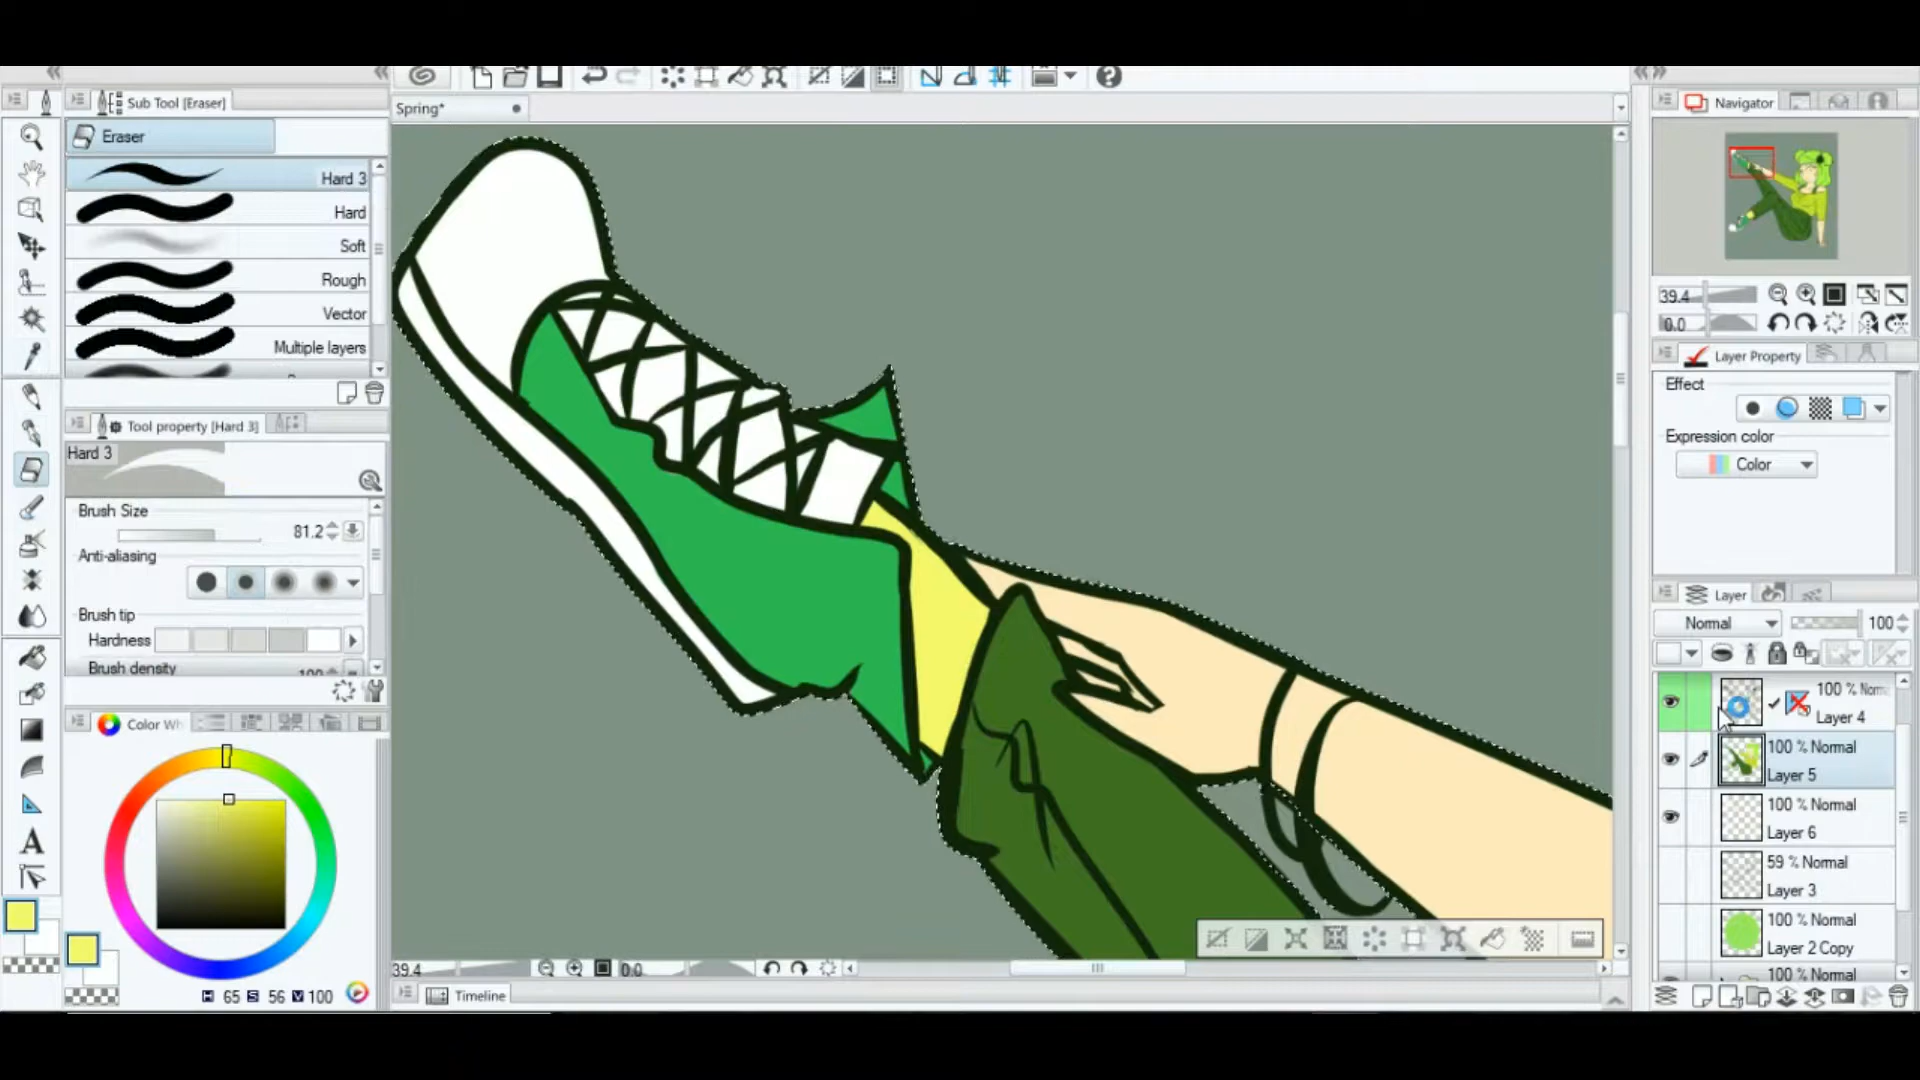 Sub Tool [Eraser]
Eraser
Hard 3
Hard
Soft
Rough
Vector
Multiple layers
Tool property [Hard 3]
Hard 3
Brush Size
81.2
Anti-aliasing
Brush tip
Hardness
Brush density
100
Color Wh
H 65 S 56 V 100
Spring*
39.4
0.0
Timeline
Navigator
39.4
0.0
Layer Property
Effect
Expression color
Color
Layer
Normal
100
100 % Norm
Layer 4
100 % Normal
Layer 5
100 % Normal
Layer 6
59 % Normal
Layer 3
100 % Normal
Layer 2 Copy
100 % Normal
A